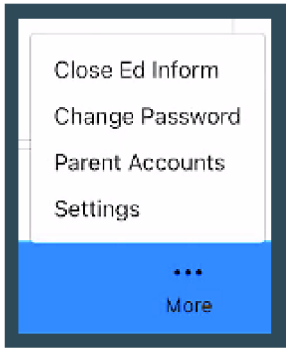 Close Ed Inform
Change Password
Parent Accounts
Settings
More